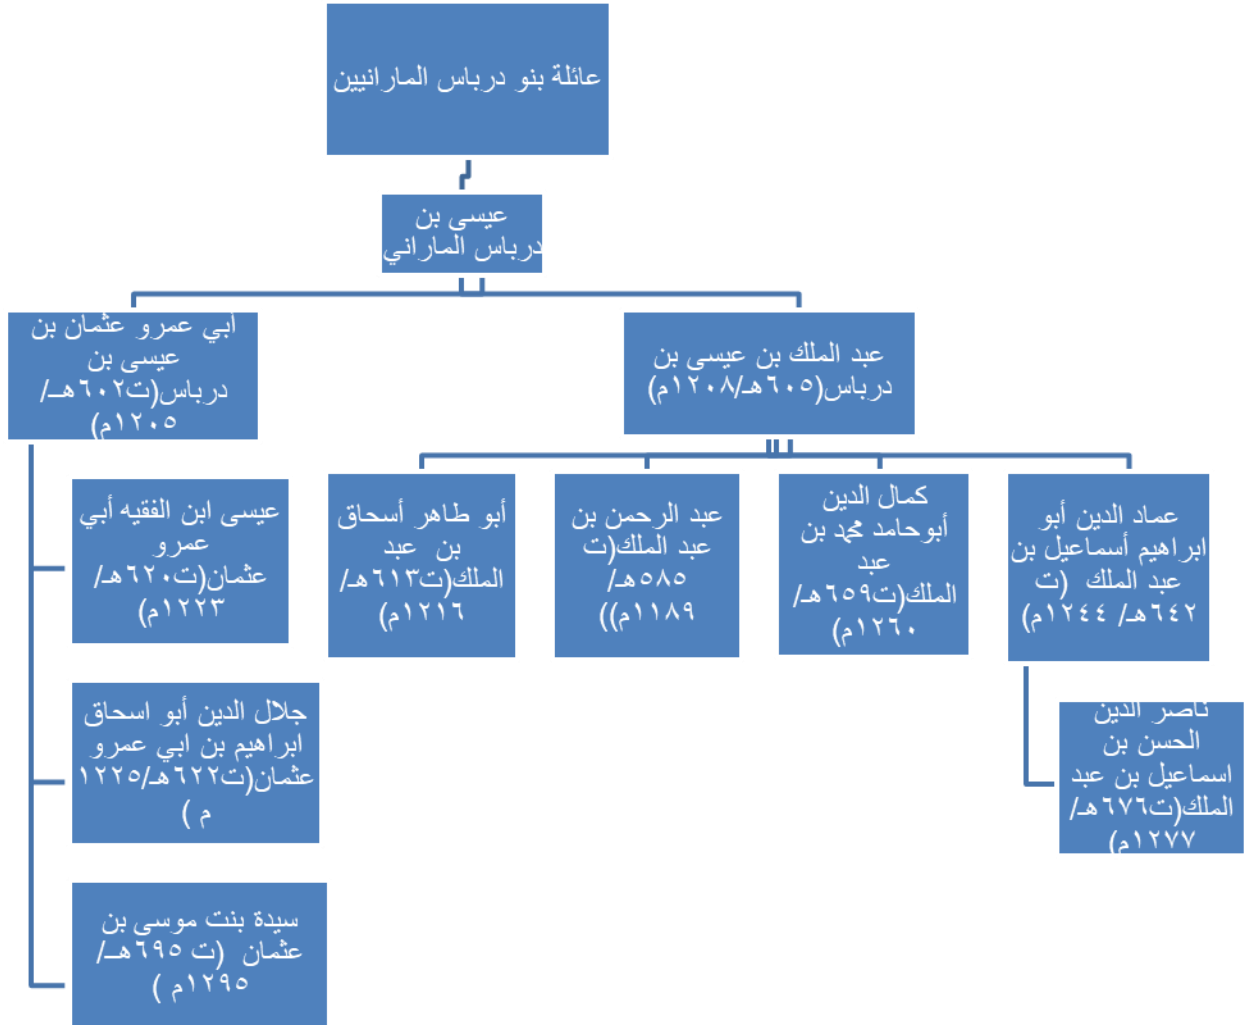 عائلة بنو درباس المارانيين
عيسى بن
درباس الماراني
أبي عمرو عثمان بن
عيسى بن
درباس(ت٦٠٢هـ/
١٢٠٥م)
عبد الملك بن عيسى بن
درباس(٦٠٥هـ/١٢٠٨م)
عيسى ابن الفقيه أبي
عمرو
عثمان(ت٦٢٠هـ/
١٢٢٣م)
جلال الدين أبو اسحاق
ابراهيم بن ابي عمرو
عثمان(ت٦٢٢هـ/١٢٢٥
م )
سيدة بنت موسى بن
عثمان (ت ٦٩٥هـ/
١٢٩٥م )
أبو طاهر أسحاق
بن عبد
الملك(ت٦١٣هـ/
١٢١٦م)
عبد الرحمن بن
عبد الملك(ت
٥٨٥هـ/
١١٨٩م))
كمال الدين
أبوحامد محمد بن
عبد
الملك(ت٦٥٩هـ/
١٢٦٠م)
عماد الدين أبو
ابراهيم أسماعيل بن
عبد الملك (ت
٦٤٢هـ/ ١٢٤٤م)
ناصر الدين
الحسن بن
اسماعيل بن عبد
الملك(ت٦٧٦هـ/
١٢٧٧م)